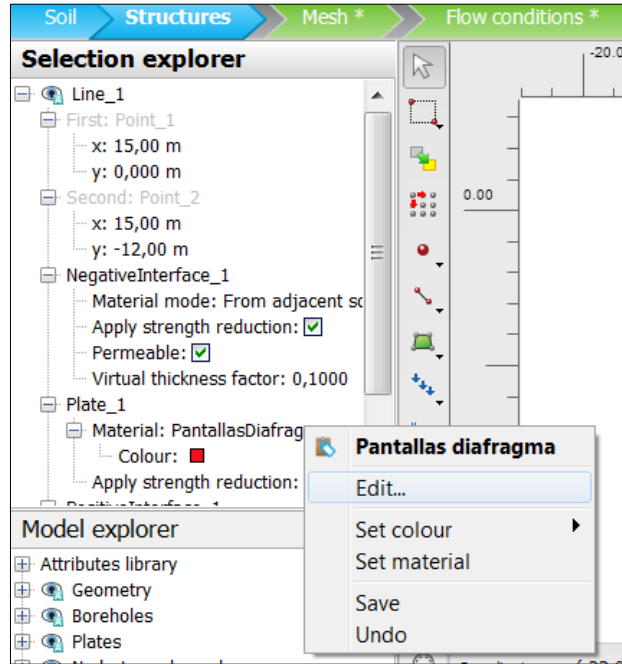 Soil Structures Mesh * Flow conditions *
Selection explorer
-20.0
Line_1
First: Point_1
x: 15,00 m
y: 0,000 m
Second: Point_2
0.00
x: 15,00 m
y: -12,00 m
NegativeInterface_1
Material mode: From adjacent so
Apply strength reduction:
Permeable:
Virtual thickness factor: 0,1000
Plate_1
Material: PantallasDiafrag
Colour:
Apply strength reduction:
Pantallas diafragma
Edit...
Set colour
Set material
Save
Undo
Model explorer
Attributes library
Geometry
Boreholes
Plates